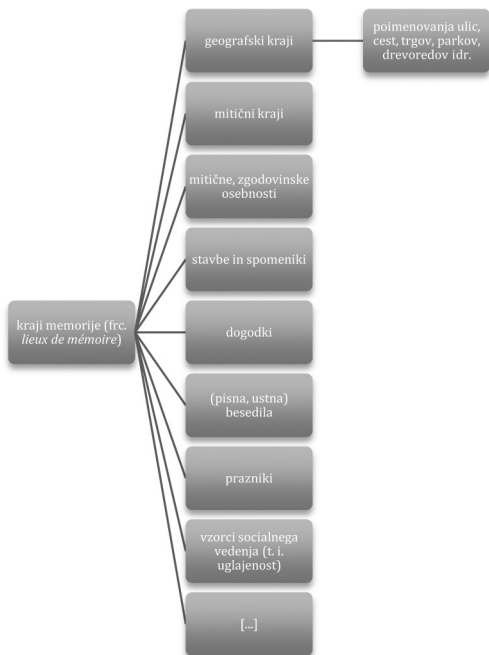 geografski kraji
poimenovanja ulic,
cest, trgov, parkov,
drevoredov idr.
mitični kraji
mitične, zgodovinske
osebnosti
stavbe in spomeniki
kraji memorije (frc.
lieux de mémoire)
dogodki
(pisna, ustna)
besedila
prazniki
vzorci socialnega
vedenja (t. i.
uglajenost)
[...]